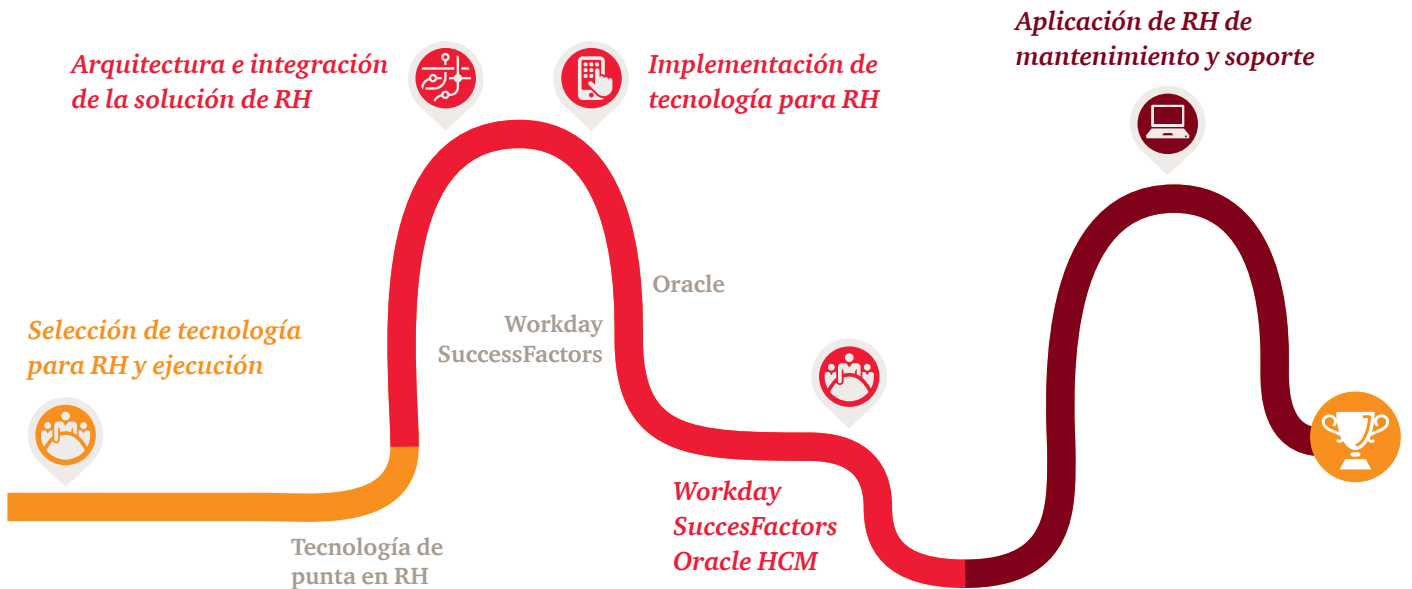 Arquitectura e integración
de la solución de RH
Implementación de
tecnología para RH
Aplicación de RH de
mantenimiento y soporte
Oracle
Workday
SuccessFactors
Selección de tecnología
para RH y ejecución
Workday
SuccesFactors
Oracle HCM
Tecnología de
punta en RH